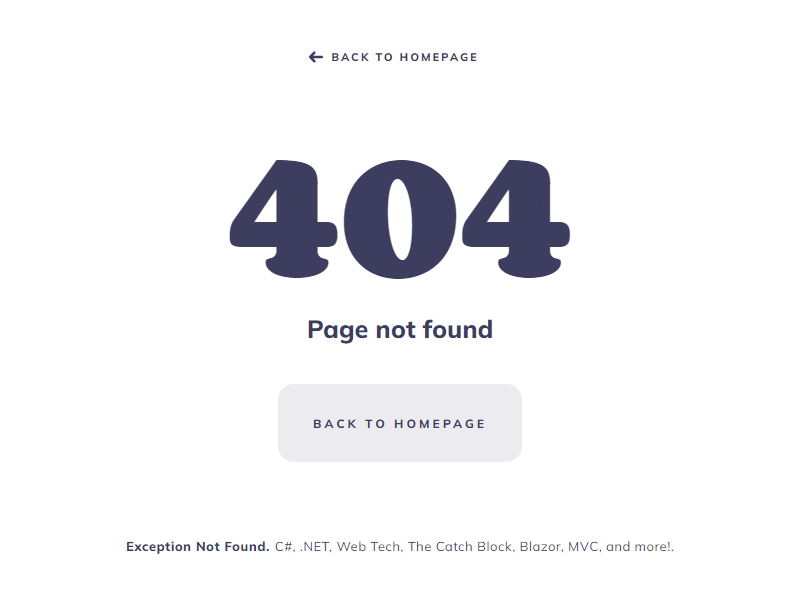 BACK TO HOMEPAGE
404
Page not found
BACK TO HOMEPAGE
Exception Not Found. C#, .NET, Web Tech, The Catch Block, Blazor, MVC, and more!.